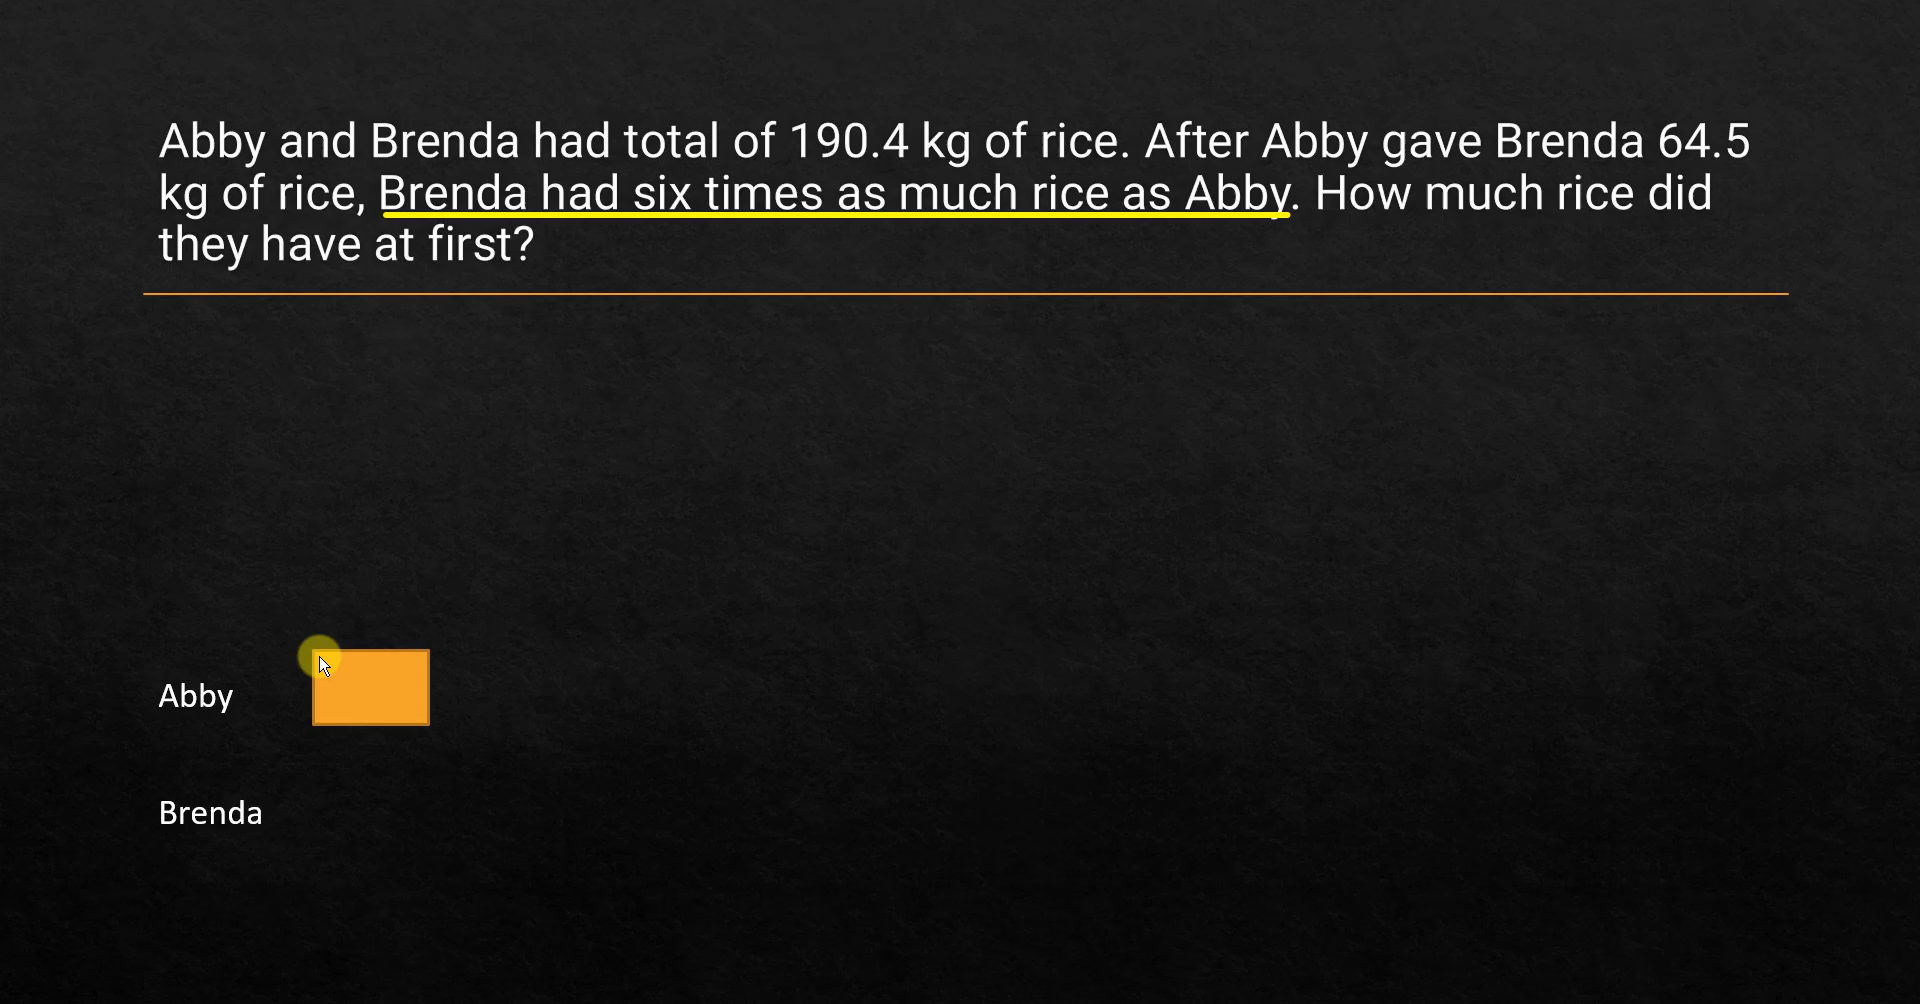 Abby and Brenda had total of 190.4 kg of rice. After Abby gave Brenda 64.5
kg of rice, Brenda had six times as much rice as Abby. How much rice did
they have at first?
Abby
Brenda